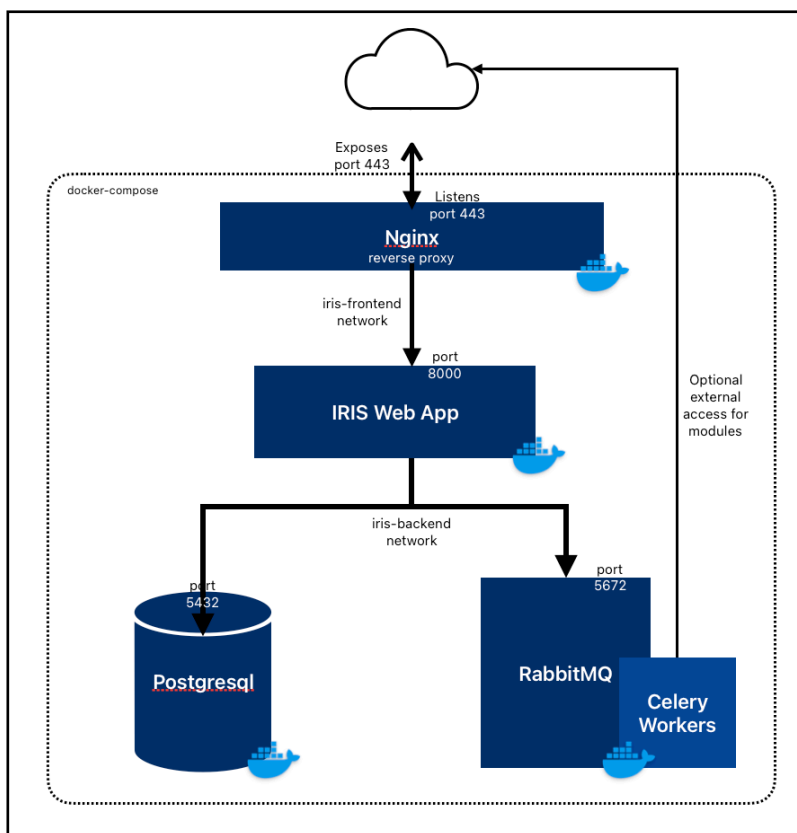 Exposes
port 443
docker-compose
Listens
port 443
Nginx
reverse proxy
iris-frontend
network
port
8000
IRIS Web App
Optional
external
access for
modules
iris-backend
network
port
5432
port
5672
Postgresql
RabbitMQ
Celery
Workers